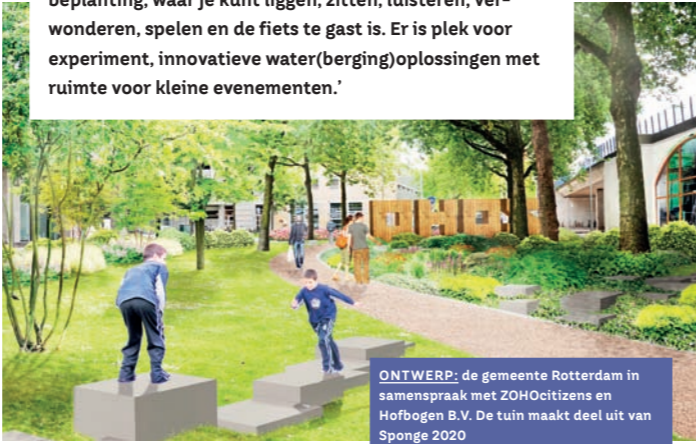 beplanting, waar je kunt liggen, zitten, luisteren, ver-
wonderen, spelen en de fiets te gast is. Er is plek voor
experiment, innovatieve water(berging)oplossingen met
ruimte voor kleine evenementen.’
ONTWERP: de gemeente Rotterdam in
samenspraak met ZOHOcitizens en
Hofbogen B.V. De tuin maakt deel uit van
Sponge 2020